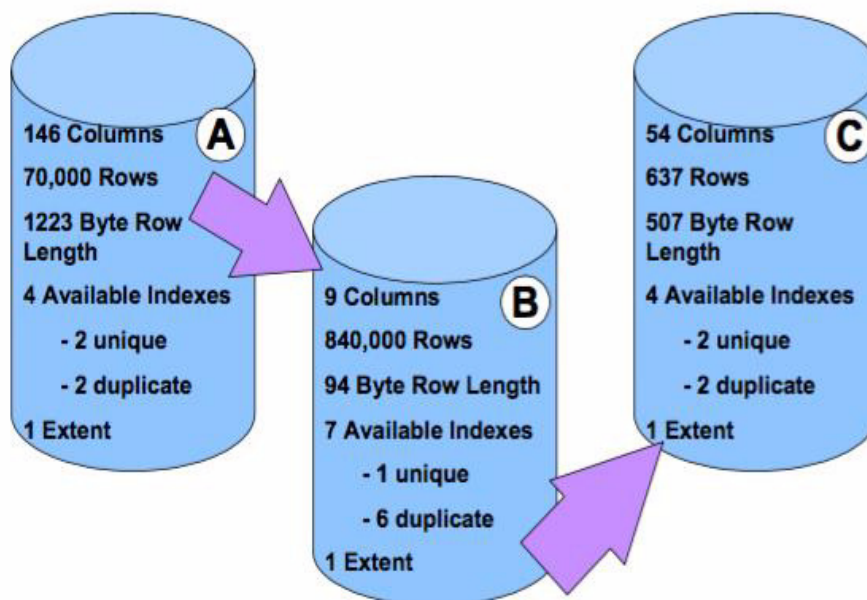 146 Columns
A
70,000 Rows
1223 Byte Row
Length
4 Available Indexes
- 2 unique
- 2 duplicate
1 Extent
9 Columns
B
840,000 Rows
94 Byte Row Length
7 Available Indexes
- 1 unique
- 6 duplicate
1 Extent
54 Columns
C
637 Rows
507 Byte Row
Length
4 Available Indexes
- 2 unique
- 2 duplicate
1 Extent